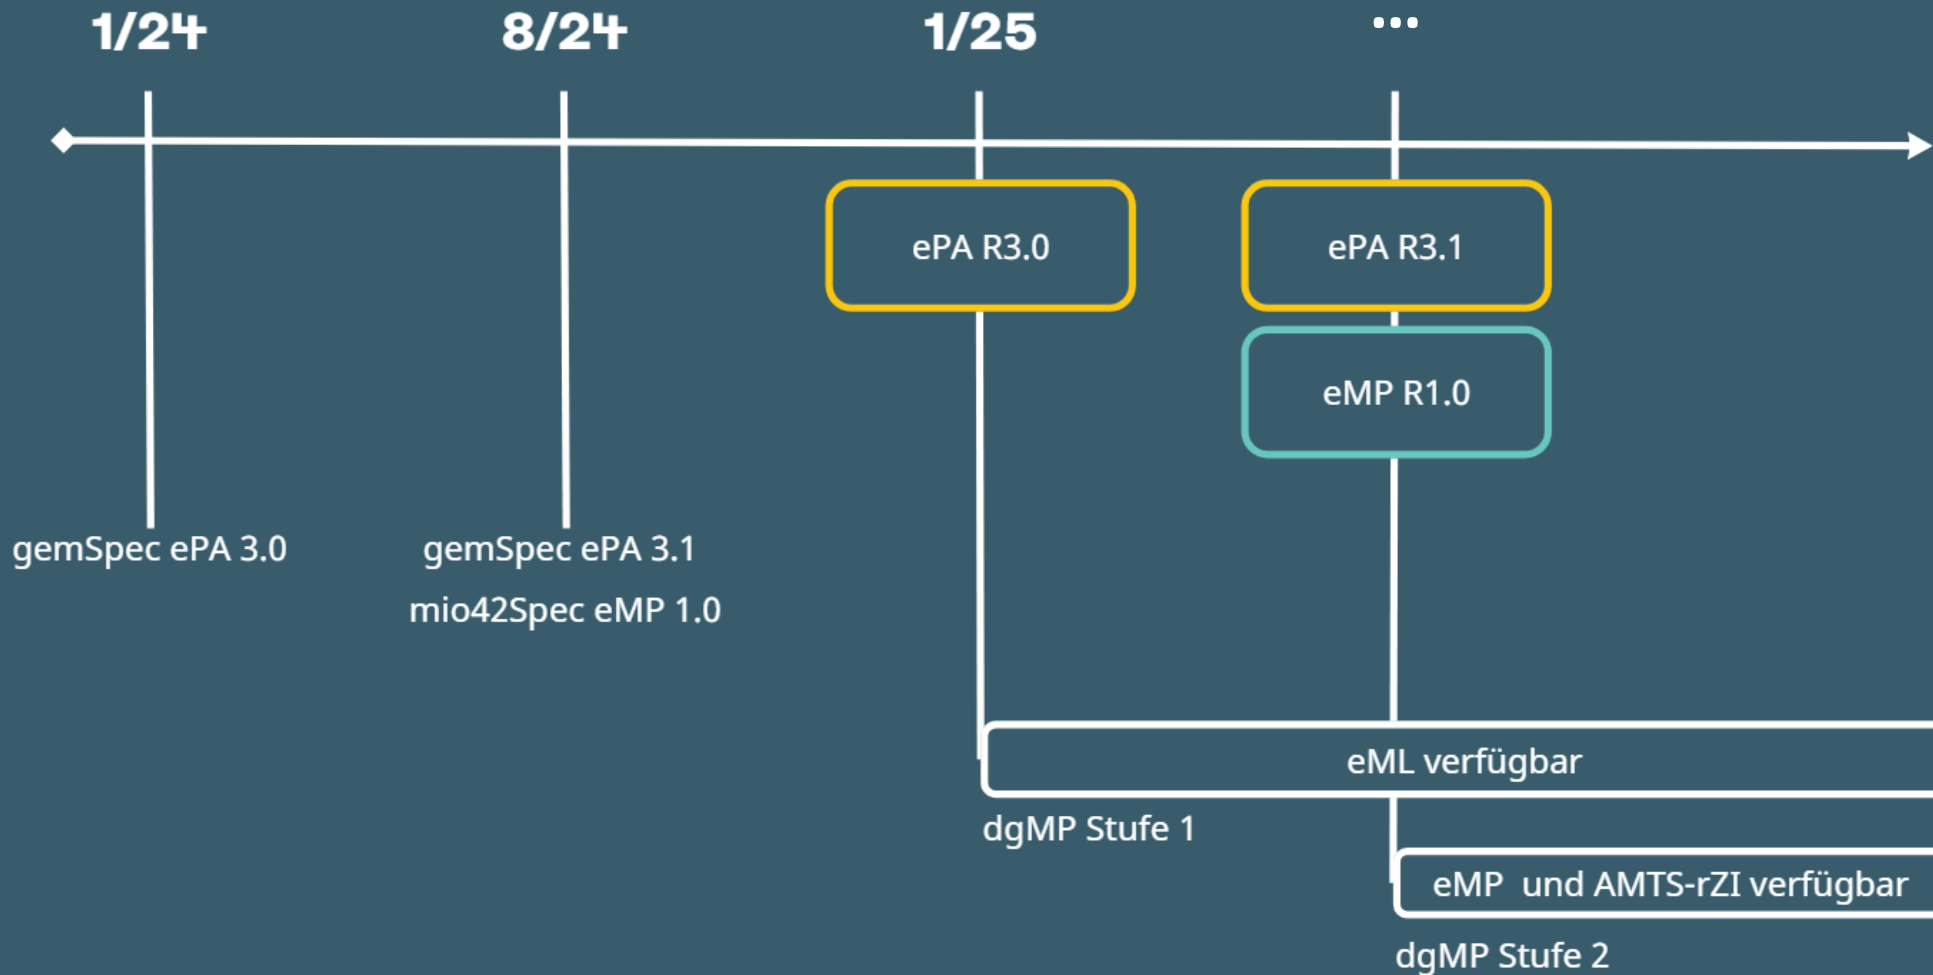 1/24
8/24
1/25
...
ePA R3.0
ePA R3.1
eMP R1.0
gemSpec ePA 3.0
gemSpec ePA 3.1
mio42Spec eMP 1.0
eML verfügbar
dgMP Stufe 1
eMP und AMTS-rZI verfügbar
dgMP Stufe 2